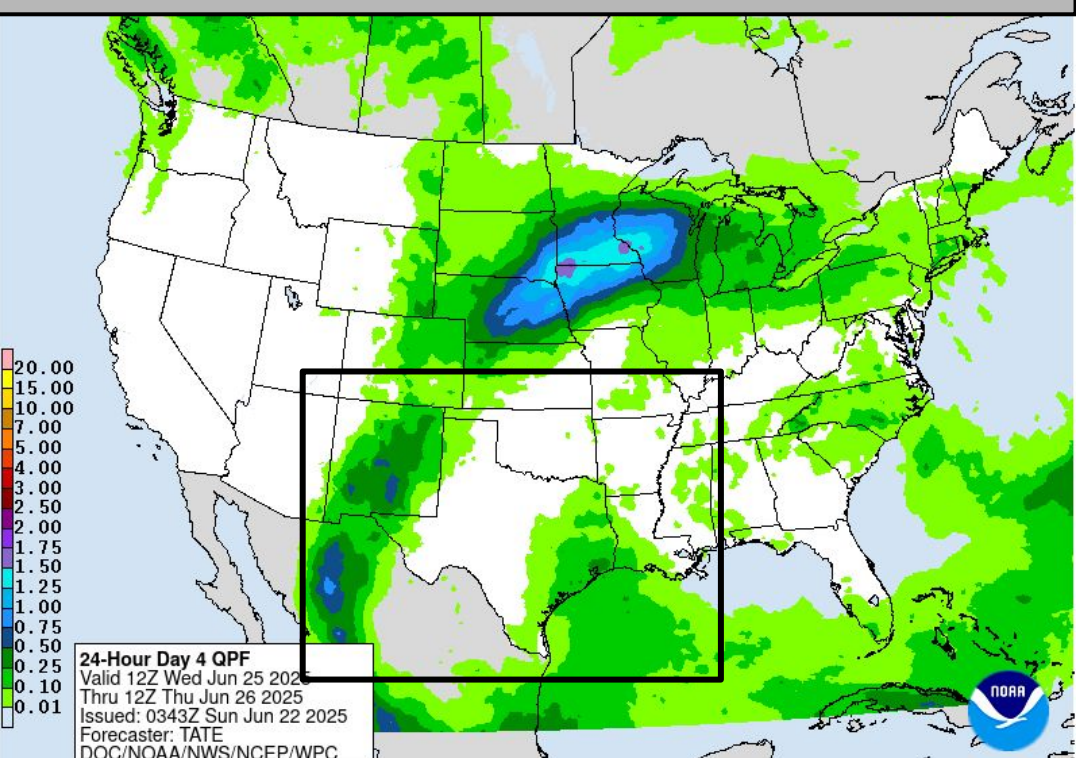 20.00
15.00
10.00
7.00
5.00
4.00
3.00
2.50
2.00
1.75
1.50
1.25
1.00
0.75
0.50
0.25
0.10
0.01
24-Hour Day 4 QPF
Valid 12Z Wed Jun 25 2025
Thru 12Z Thu Jun 26 2025
Issued: 0343Z Sun Jun 22 2025
Forecaster: TATE
DOC/NOAA/NWS/NCEP/WPC
NOAA